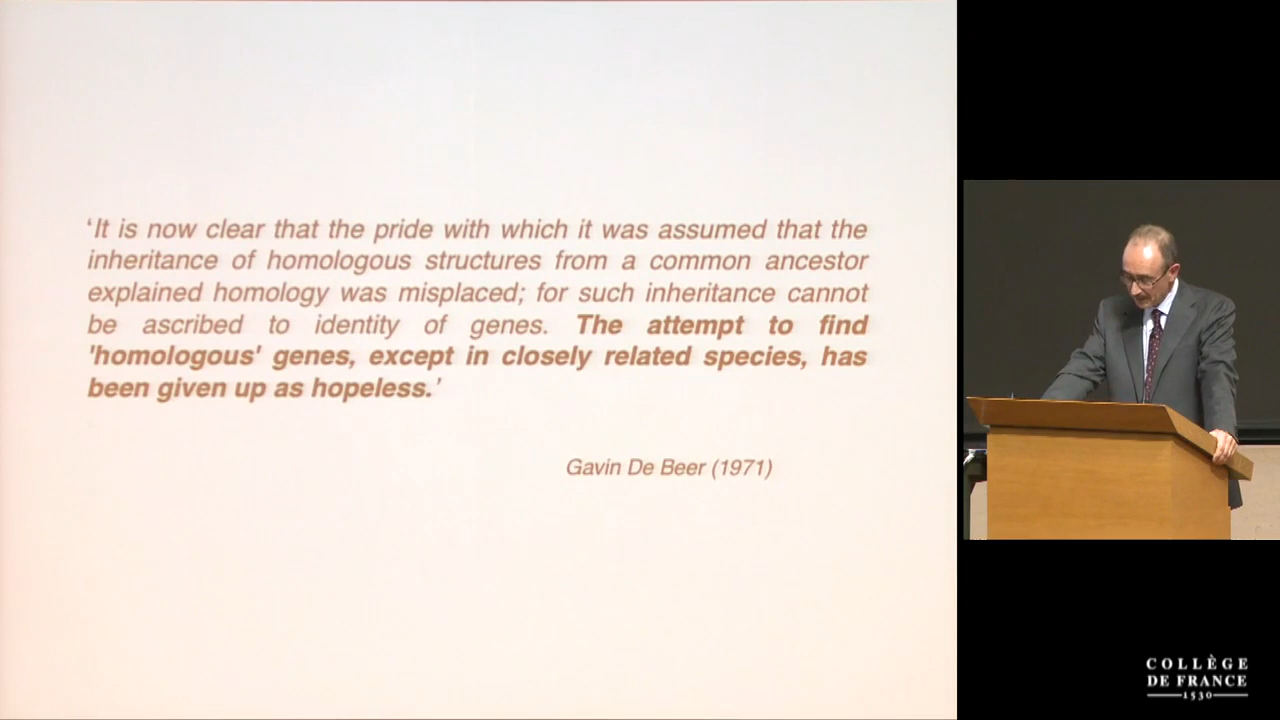 ‘It is now clear that the pride with which it was assumed that the
inheritance of homologous structures from a common ancestor
explained homology was misplaced; for such inheritance cannot
be ascribed to identity of genes. The attempt to find
'homologous' genes, except in closely related species, has
been given up as hopeless.’
Gavin De Beer (1971)
COLLÈGE
DE FRANCE
1530